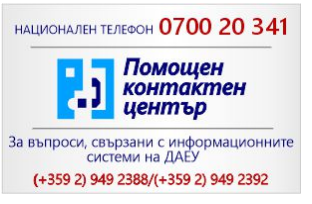 НАЦИОНАЛЕН ТЕЛЕФОН 0700 20 341
Помощен
контактен
център
За въпроси, свързани с информационните
системи на ДАЕУ
(+359 2) 949 2388/(+359 2) 949 2392